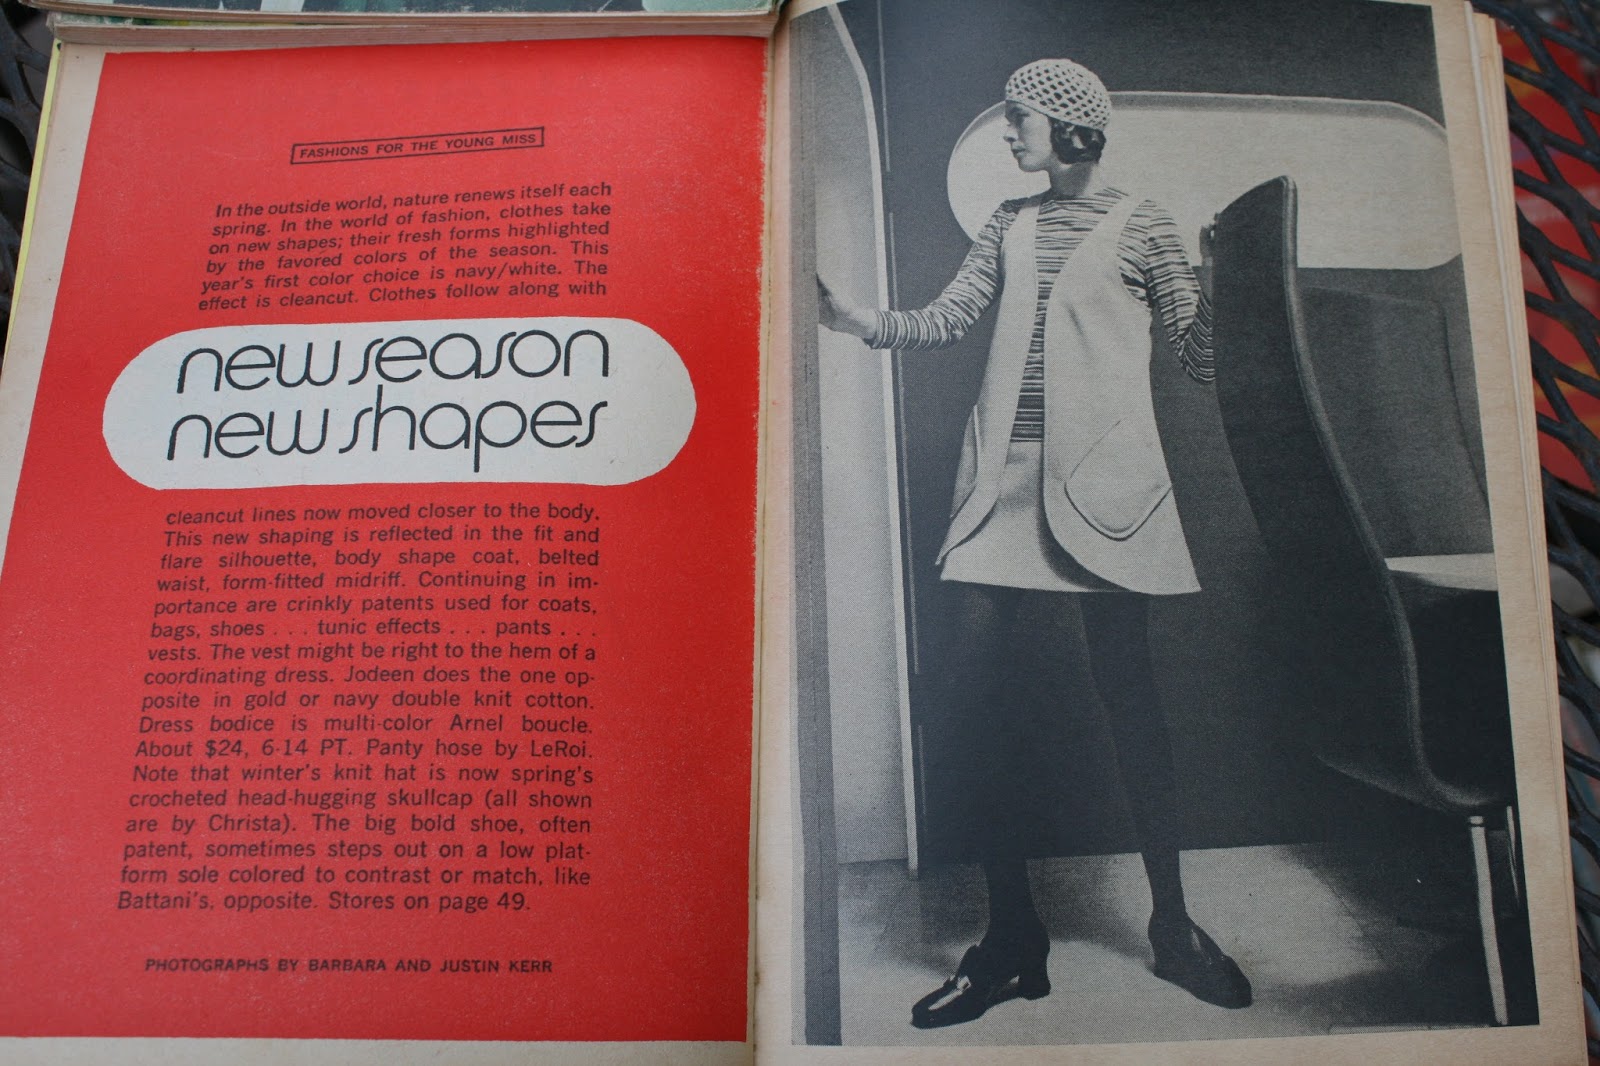 FASHIONS FOR THE YOUNG MISS
In the outside world, nature renews itself each
spring. In the world of fashion, clothes take
on new shapes; their fresh forms highlighted
by the favored colors of the season. This
year's first color choice is navy/white. The
effect is cleancut. Clothes follow along with
new season
new shapes
cleancut lines now moved closer to the body.
This new shaping is reflected in the fit and
flare silhouette, body shape coat, belted
waist, form-fitted midriff. Continuing in im-
portance are crinkly patents used for coats,
bags, shoes . . . tunic effects . . . pants . . .
vests. The vest might be right to the hem of a
coordinating dress. Jodeen does the one op-
posite in gold or navy double knit cotton.
Dress bodice is multi-color Arnel boucle.
About $24, 6-14 PT. Panty hose by LeRoi.
Note that winter's knit hat is now spring's
crocheted head-hugging skullcap (all shown
are by Christa). The big bold shoe, often
patent, sometimes steps out on a low plat-
form sole colored to contrast or match, like
Battani's, opposite. Stores on page 49.
PHOTOGRAPHS BY BARBARA AND JUSTIN KERR